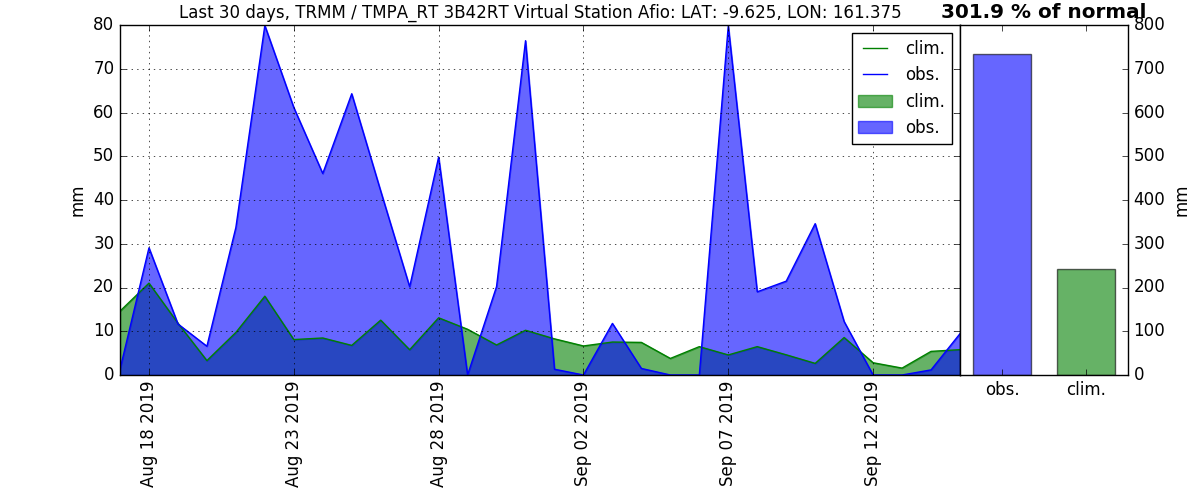 Last 30 days, TRMM / TMPA_RT 3B42RT Virtual Station Afio: LAT: -9.625, LON: 161.375
301.9 % of normal
80
70
60
50
40
30
20
10
0
mm
clim.
obs.
clim.
obs.
800
700
600
500
400
300
200
100
0
mm
Aug 18 2019
Aug 23 2019
Aug 28 2019
Sep 02 2019
Sep 07 2019
Sep 12 2019
obs.
clim.